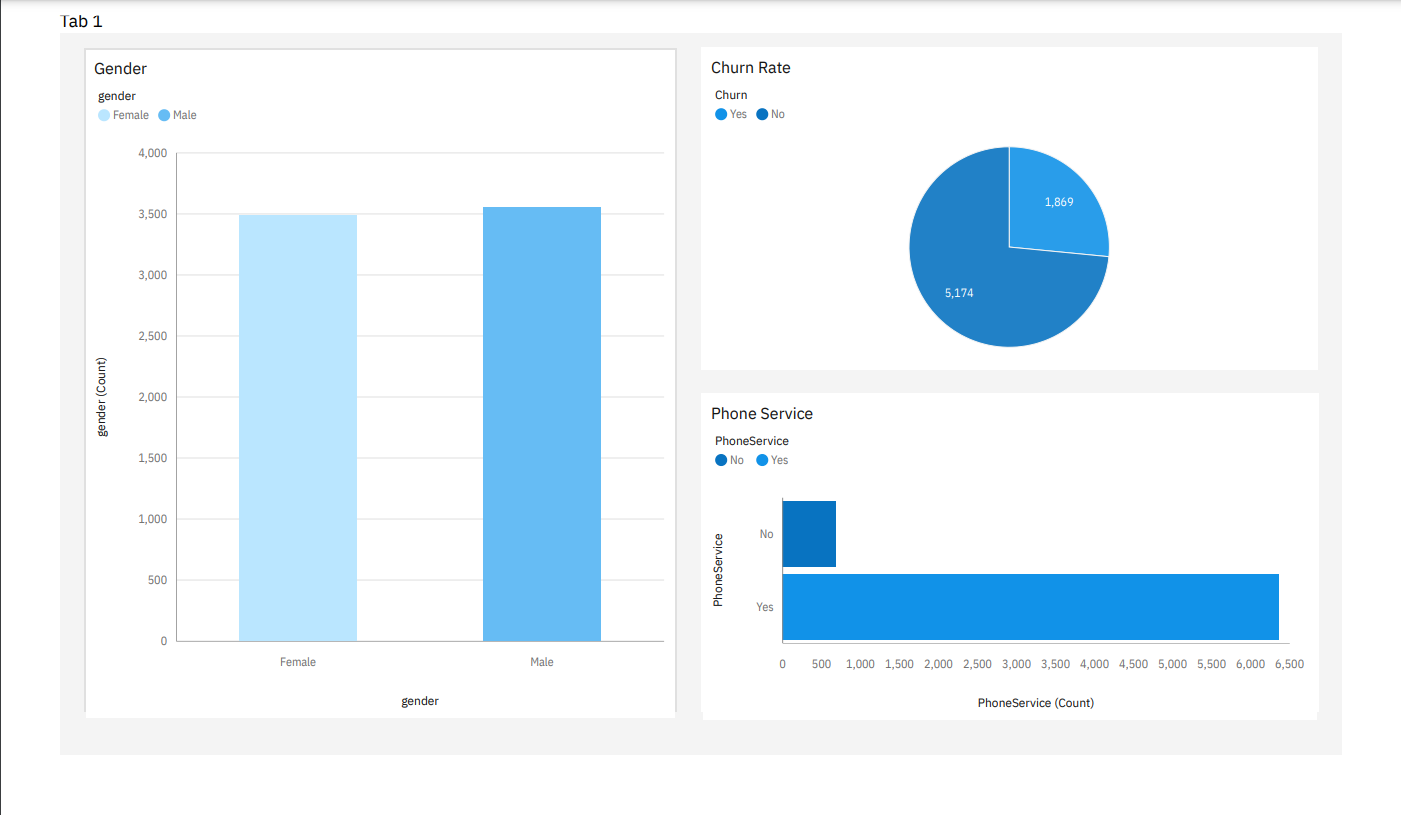 Tab 1
Gender
gender
Female Male
4,000
3,500
3,000
2,500
2,000
1,500
1,000
500
0
gender (Count)
Female Male
gender
Churn Rate
Churn
Yes No
1,869
5,174
Phone Service
PhoneService
No Yes
PhoneService
No
Yes
0 500 1,000 1,500 2,000 2,500 3,000 3,500 4,000 4,500 5,000 5,500 6,000 6,500
PhoneService (Count)